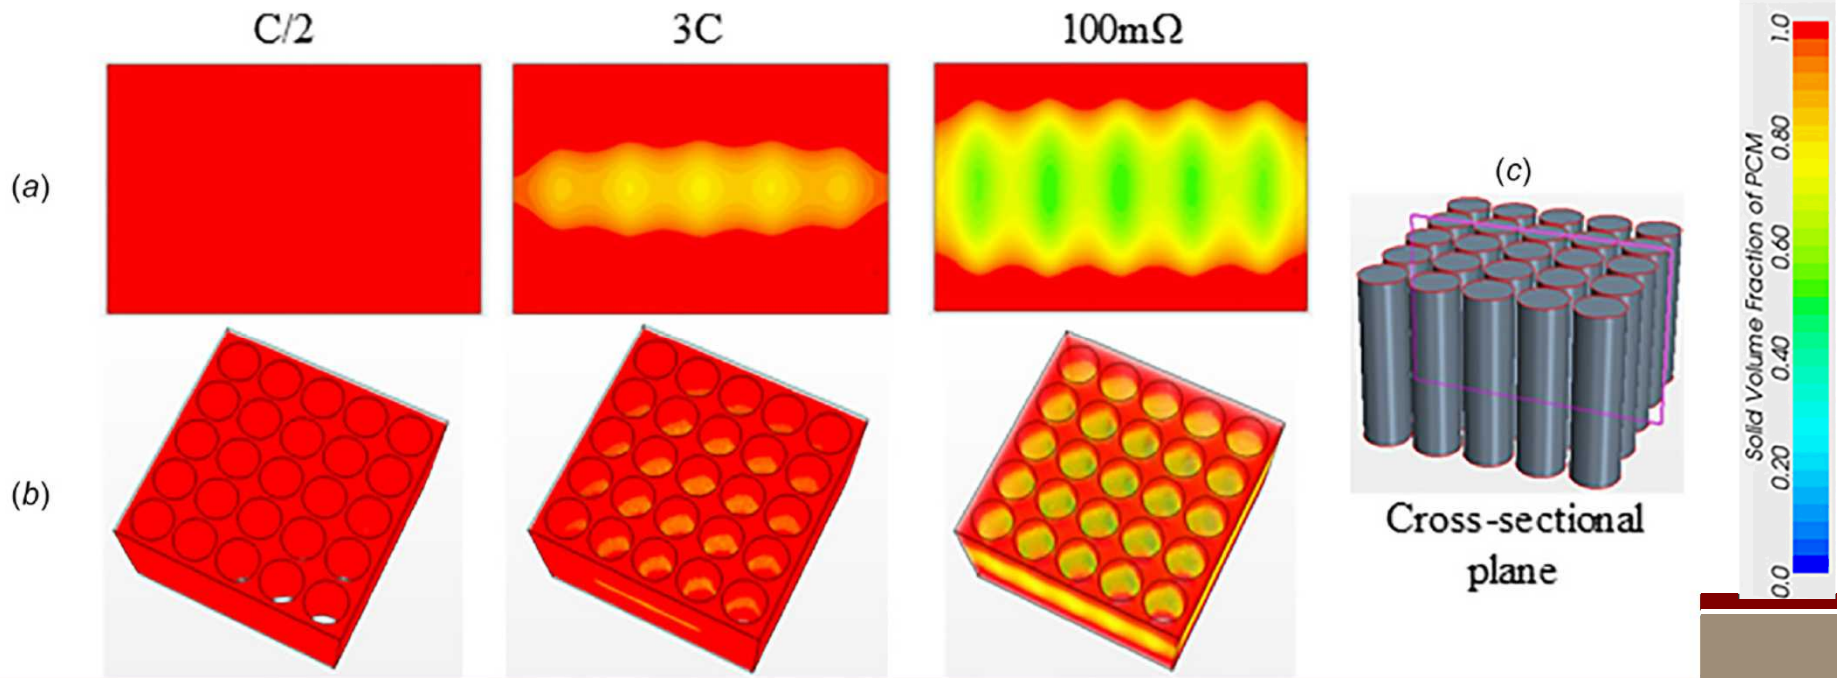 C/2
3C
100mΩ
(a)
(b)
(c)
Cross-sectional
plane
Solid Volume Fraction of PCM
1.0
0.80
0.60
0.40
0.20
0.0